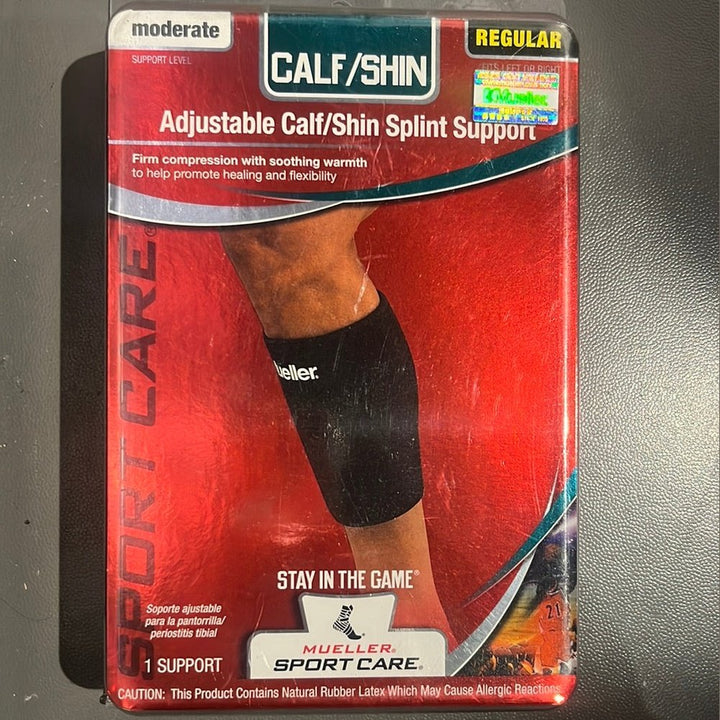 moderate
SUPPORT LEVEL
CALF/SHIN
REGULAR
FITS LEFT OR RIGHT
Mueller
Adjustable Calf/Shin Splint Support
Firm compression with soothing warmth
to help promote healing and flexibility
SPORT CARE®
ueller®
STAY IN THE GAME®
Soporte ajustable
para la pantorrilla/
periostitis tibial
1 SUPPORT
MUELLER
SPORT CARE®
CAUTION: This Product Contains Natural Rubber Latex Which May Cause Allergic Reactions